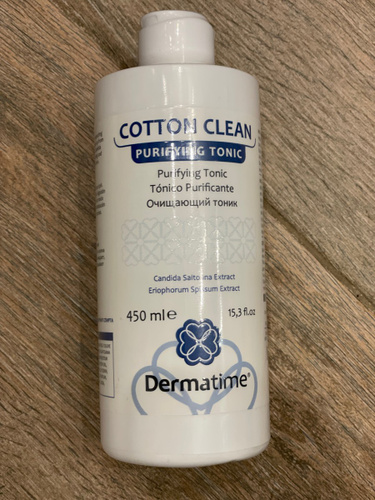 COTTON CLEAN
PURIFYING TONIC
Purifying Tonic
Tónico Purificante
Очищающий тоник
Candida Saitoana Extract
Eriophorum Spissum Extract
450 ml e 15,3 fl.oz
Dermatime®